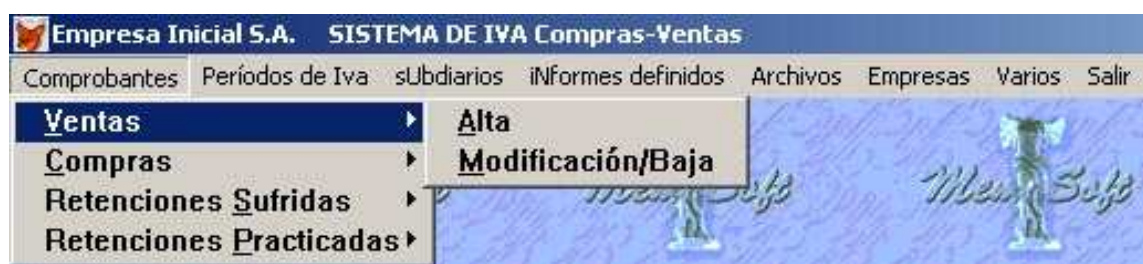 Empresa Inicial S.A. SISTEMA DE IVA Compras-Ventas
Comprobantes Períodos de Iva sUbdiarios iNformes definidos Archivos Empresas Varios Salir
Ventas Alta
Compras Modificación/Baja
Retenciones Sufridas
Retenciones Practicadas